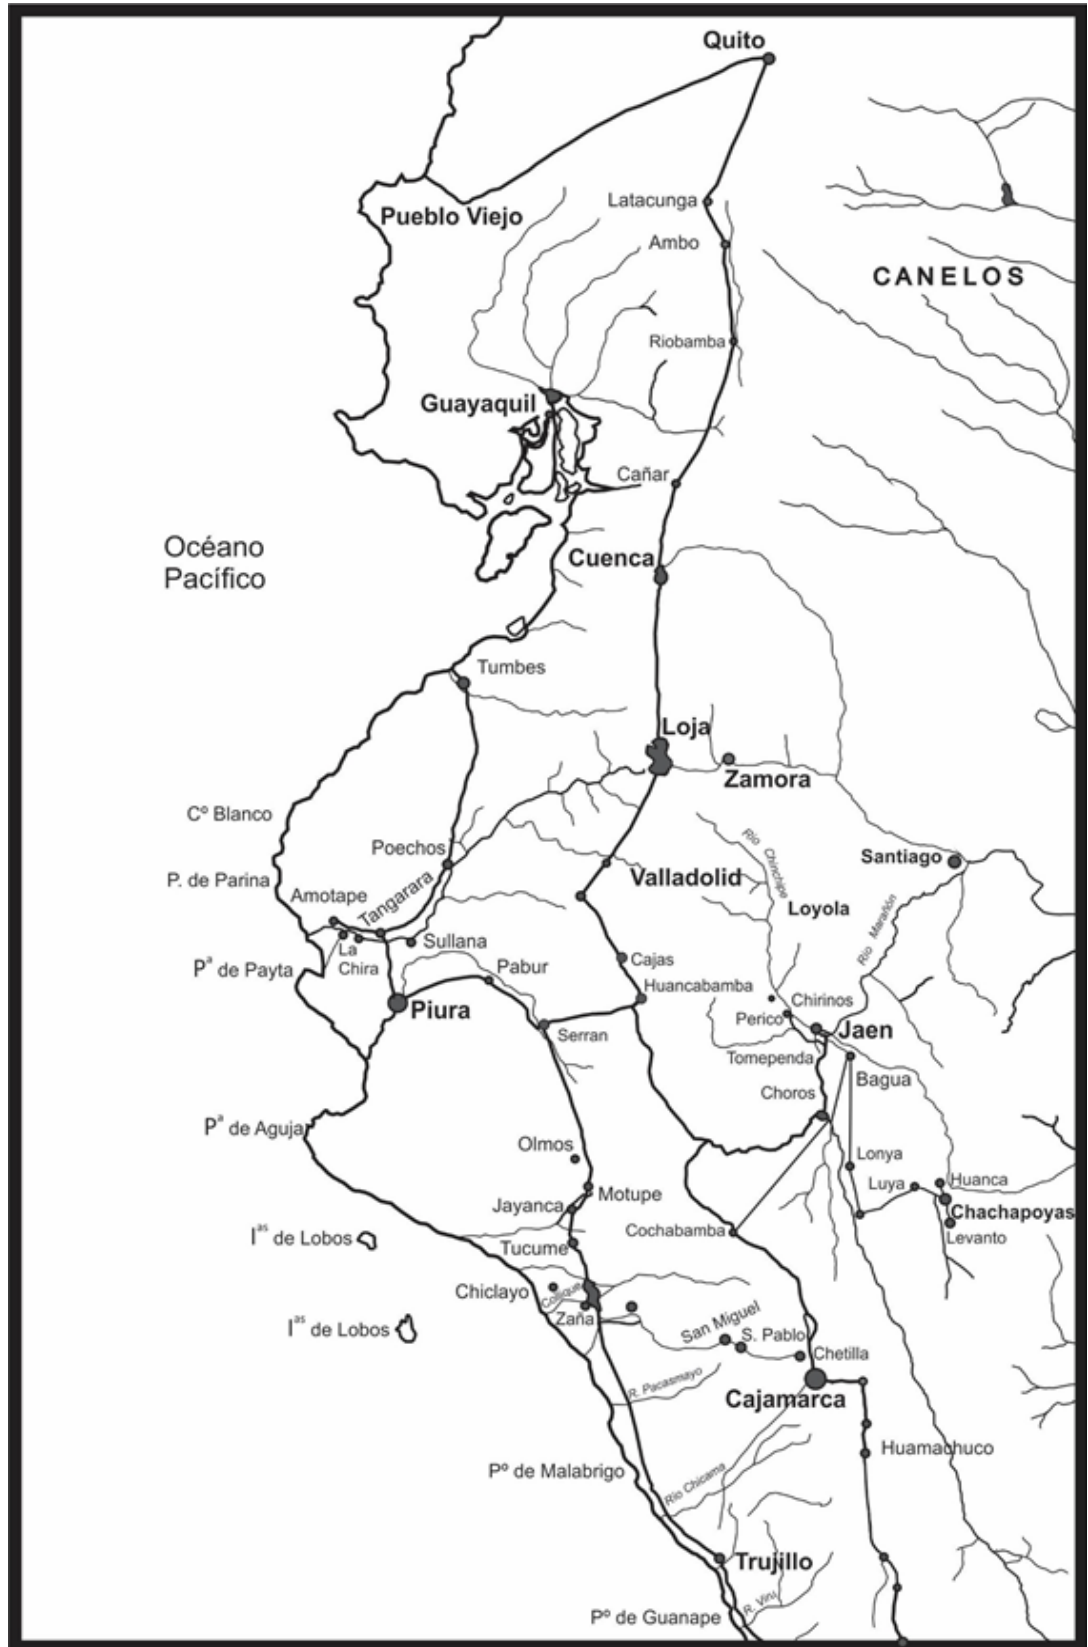 Quito
Pueblo Viejo
Latacunga
Ambo
CANELOS
Riobamba
Guayaquil
Cañar
Océano
Pacífico
Cuenca
Tumbes
Loja
Zamora
Cº Blanco
Río Chinchipe
Poechos
Santiago
P. de Parina
Valladolid
Amotape
Tangarara
Loyola
Río Marañón
La
Chira
Sullana
Cajas
Pª de Payta
Pabur
Huancabamba
Chirinos
Piura
Perico
Jaen
Serran
Tomependa
Bagua
Choros
Pª de Aguja
Olmos
Lonya
Luya
Huanca
Motupe
Jayanca
Chachapoyas
Iᵃˢ de Lobos
Tucume
Cochabamba
Levanto
Chiclayo
Collique
Zaña
Iᵃˢ de Lobos
San Miguel
S. Pablo
Chetilla
R. Pacasmayo
Cajamarca
Huamachuco
Pº de Malabrigo
Río Chicama
Trujillo
Pº de Guanape
R. Viru